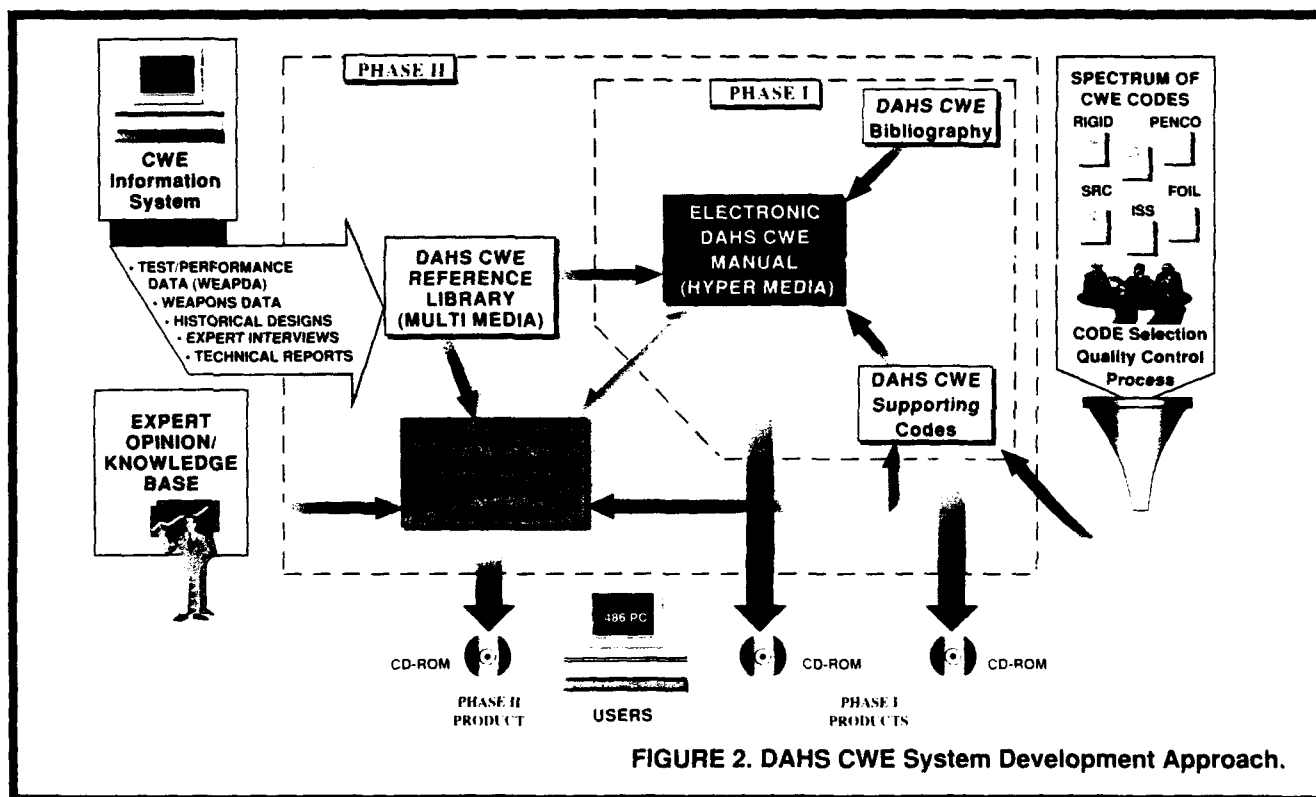 PHASE II
PHASE I
CWE
Information
System
• TEST/PERFORMANCE
DATA (WEAPDA)
• WEAPONS DATA
• HISTORICAL DESIGNS
• EXPERT INTERVIEWS
• TECHNICAL REPORTS
EXPERT
OPINION/
KNOWLEDGE
BASE
DAHS CWE
REFERENCE
LIBRARY
(MULTI MEDIA)
DAHS CWE
Bibliography
ELECTRONIC
DAHS CWE
MANUAL
(HYPER MEDIA)
DAHS CWE
Supporting
Codes
SPECTRUM OF
CWE CODES
RIGID PENCO
SRC ISS FOIL
CODE Selection
Quality Control
Process
CD-ROM
PHASE II
PRODUCT
486 PC
USERS
CD-ROM
CD-ROM
PHASE I
PRODUCTS
FIGURE 2. DAHS CWE System Development Approach.